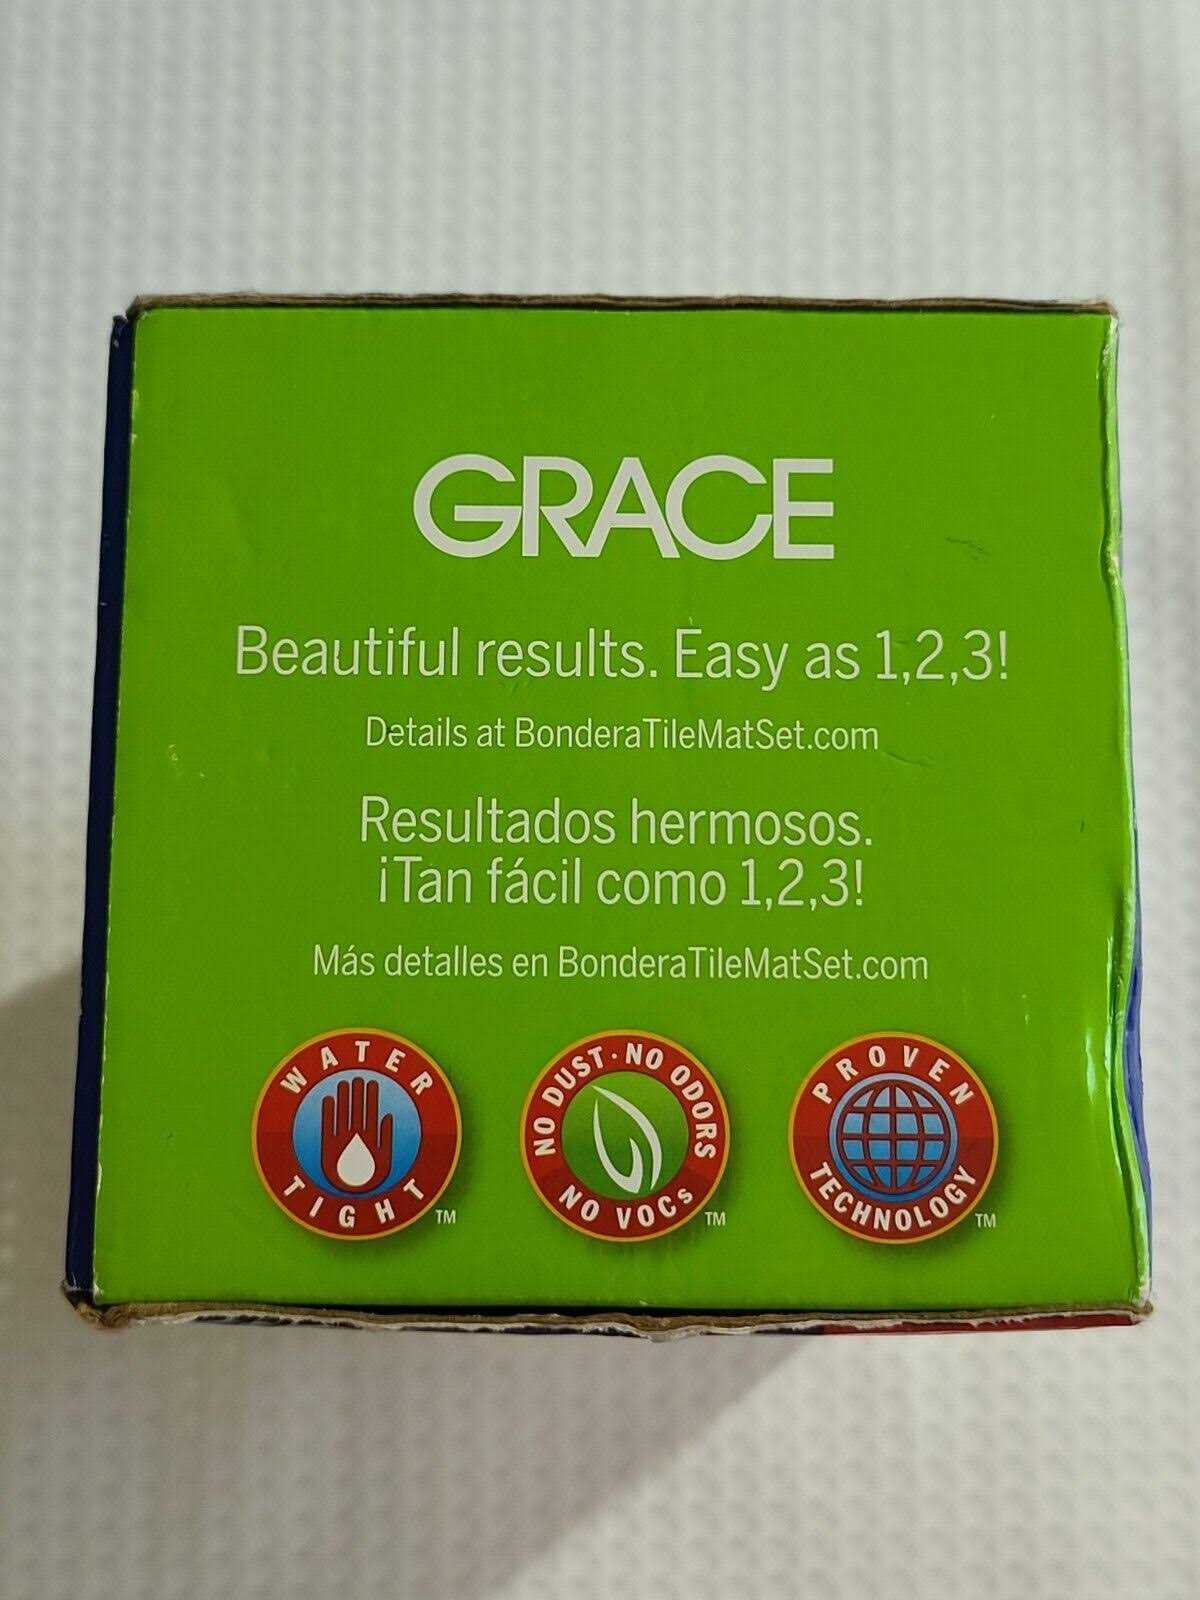 GRACE
Beautiful results. Easy as 1,2,3!
Details at BonderaTileMatSet.com
Resultados hermosos.
¡Tan fácil como 1,2,3!
Más detalles en BonderaTileMatSet.com
WATER
TIGHT
TM
NO DUST · NO ODORS
NO VOCs
TM
PROVEN
TECHNOLOGY
TM